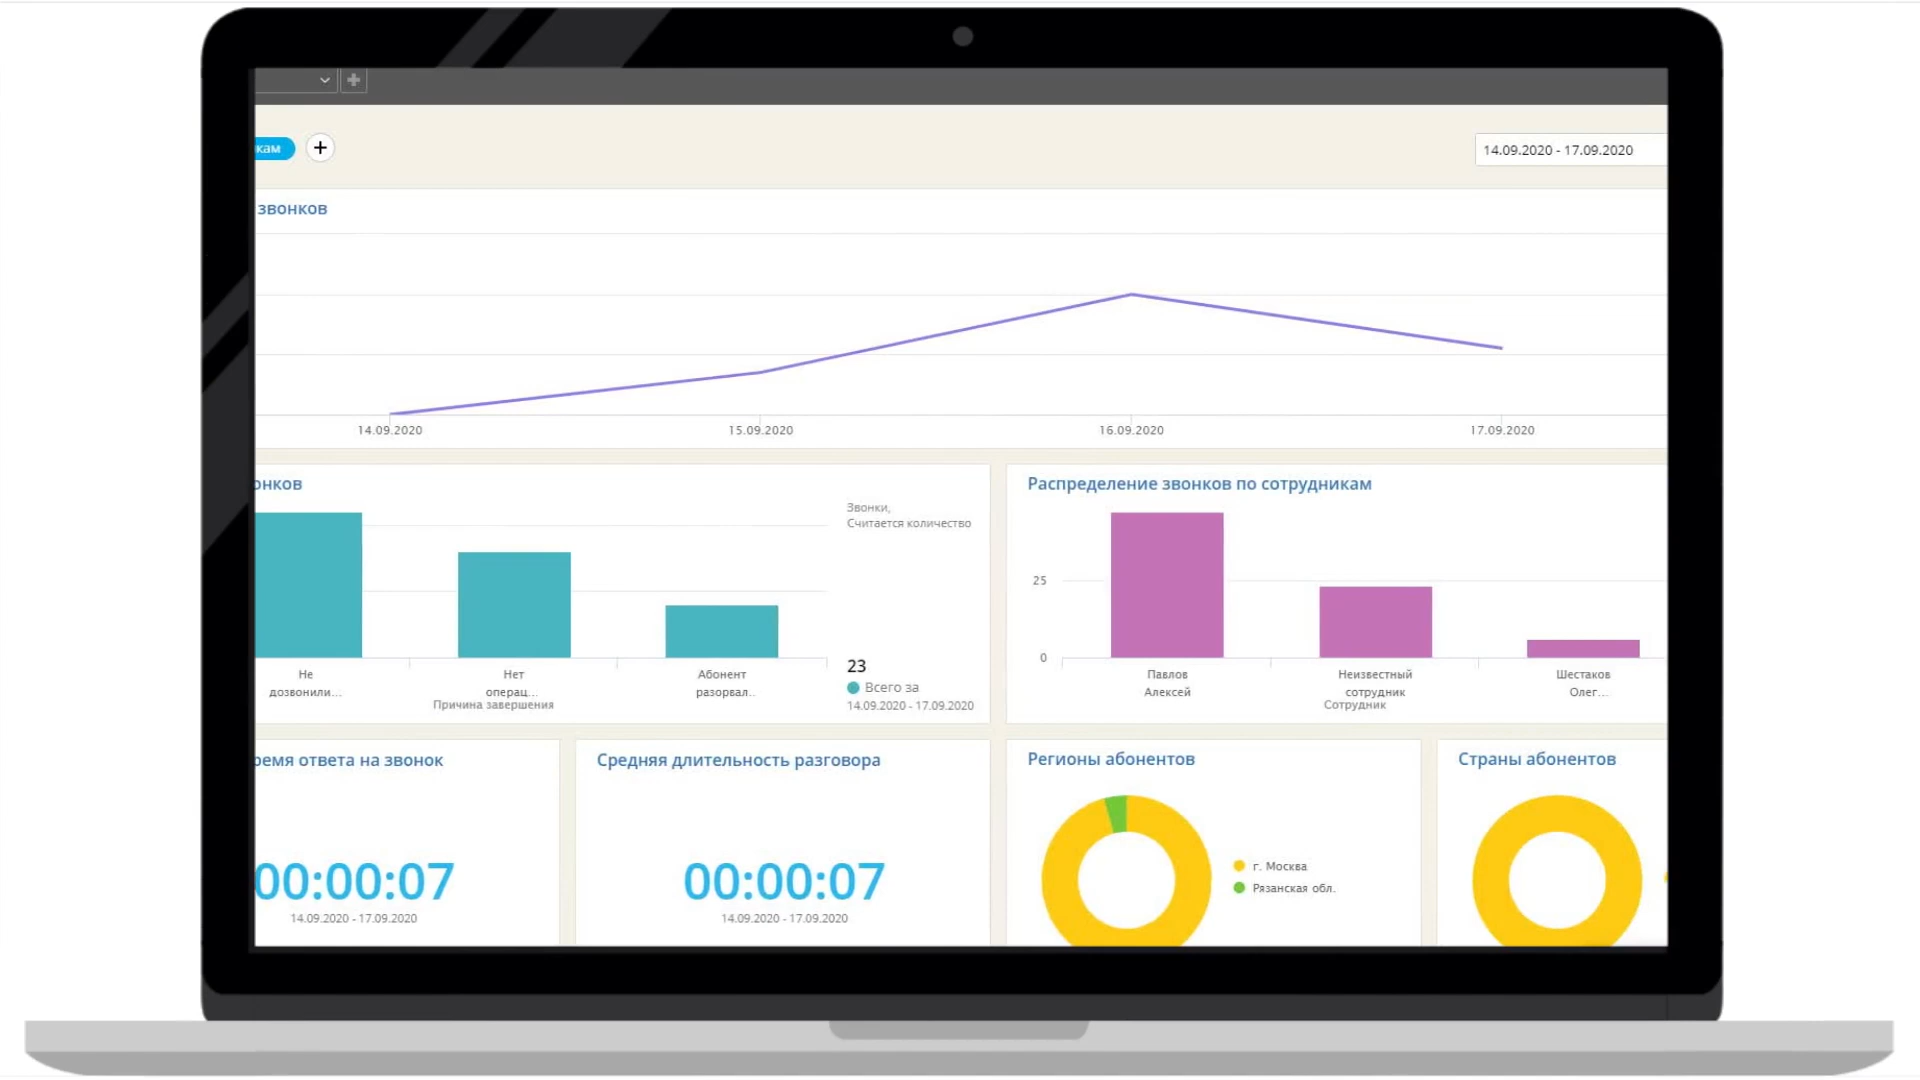 кам
14.09.2020 - 17.09.2020
звонков
14.09.2020
15.09.2020
16.09.2020
17.09.2020
онков
Звонки,
Считается количество
Не
дозвонили...
Нет
операц...
Абонент
разорвал..
Причина завершения
23
Всего за
14.09.2020 - 17.09.2020
Распределение звонков по сотрудникам
25
0
Павлов
Алексей
Неизвестный
сотрудник
Шестаков
Олег...
Сотрудник
ремя ответа на звонок
00:00:07
14.09.2020 - 17.09.2020
Средняя длительность разговора
00:00:07
14.09.2020 - 17.09.2020
Регионы абонентов
г. Москва
Рязанская обл.
Страны абонентов